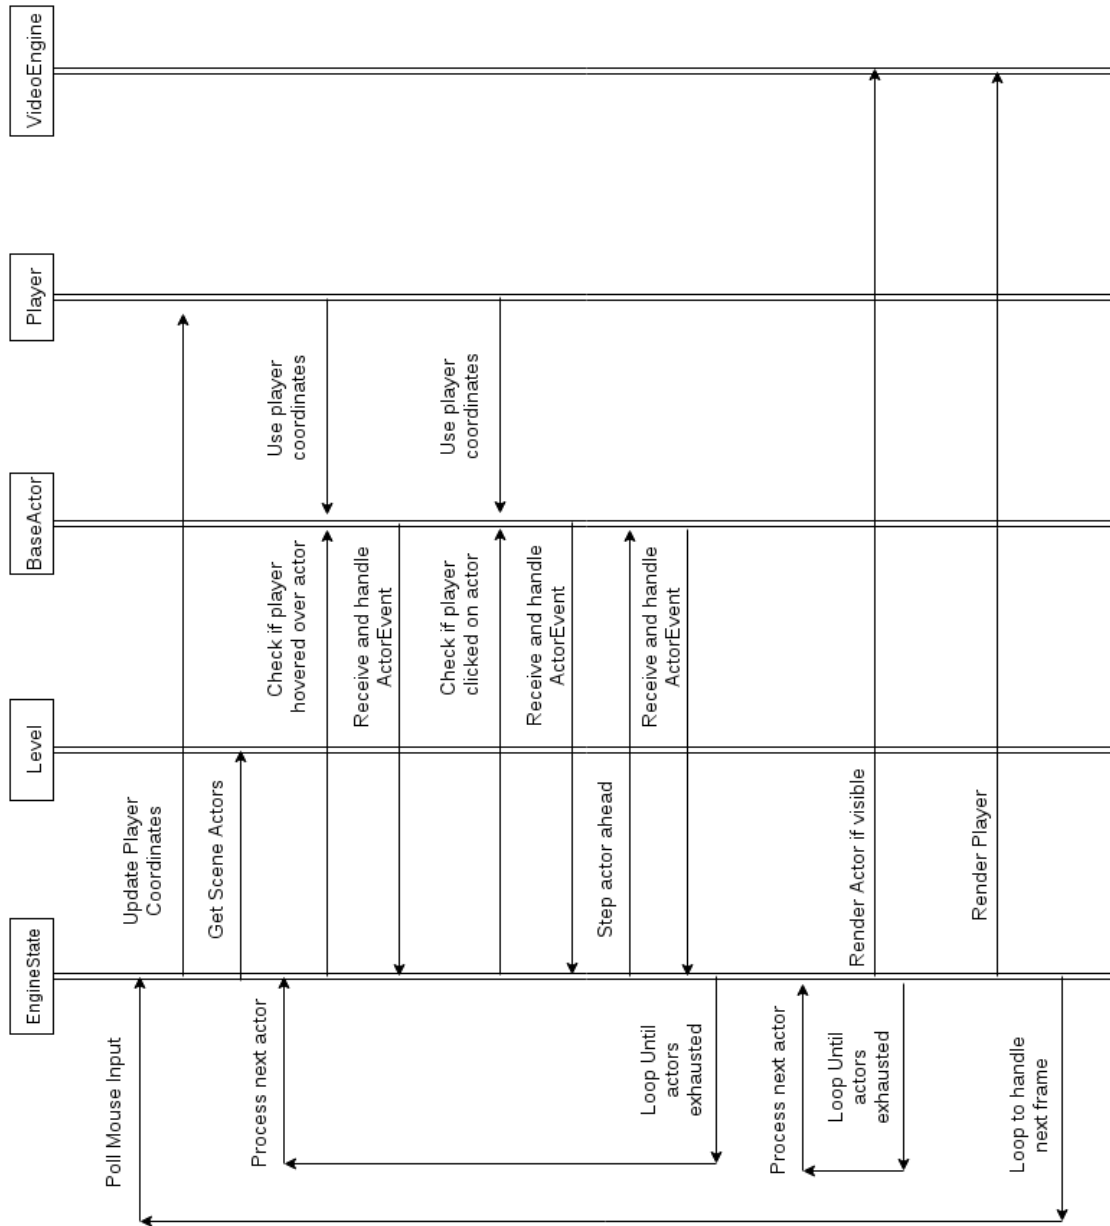 EngineState
Level
BaseActor
Player
VideoEngine
Poll Mouse Input
Update Player
Coordinates
Get Scene Actors
Process next actor
Check if player
hovered over actor
Use player
coordinates
Receive and handle
ActorEvent
Check if player
clicked on actor
Use player
coordinates
Receive and handle
ActorEvent
Step actor ahead
Receive and handle
ActorEvent
Loop Until
actors
exhausted
Process next actor
Render Actor if visible
Loop Until
actors
exhausted
Render Player
Loop to handle
next frame